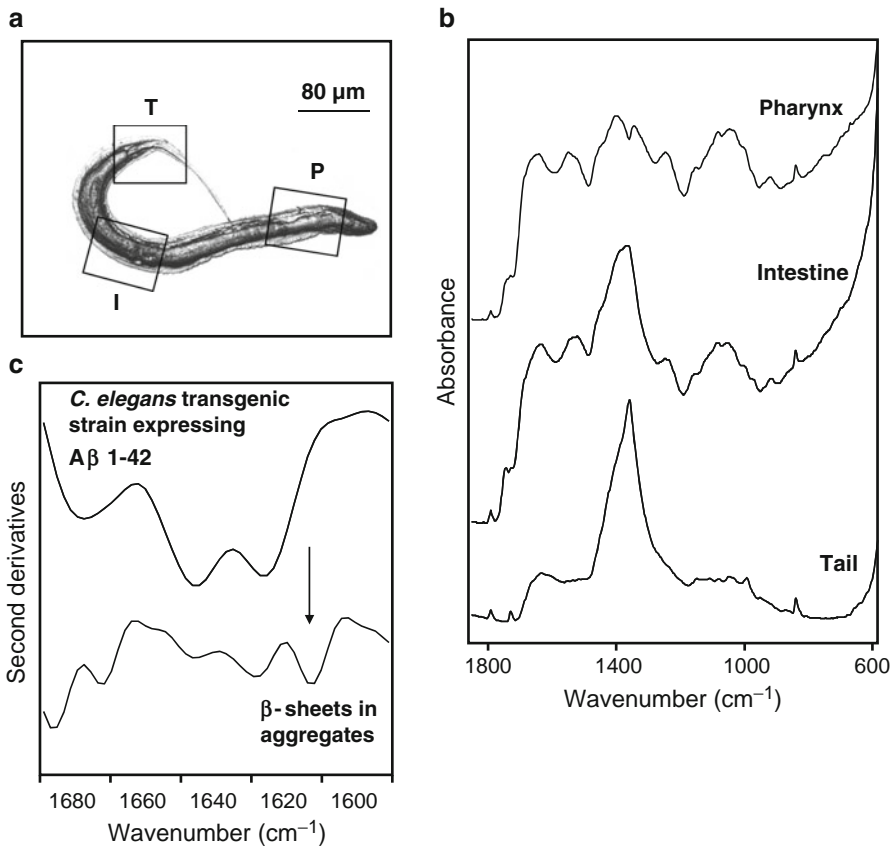 a
T
80 μm
P
I
b
Pharynx
Intestine
Tail
Absorbance
1800
1400
1000
600
Wavenumber (cm−1)
c
C. elegans transgenic
strain expressing
Aβ 1-42
Second derivatives
β-sheets in
aggregates
1680
1660
1640
1620
1600
Wavenumber (cm−1)